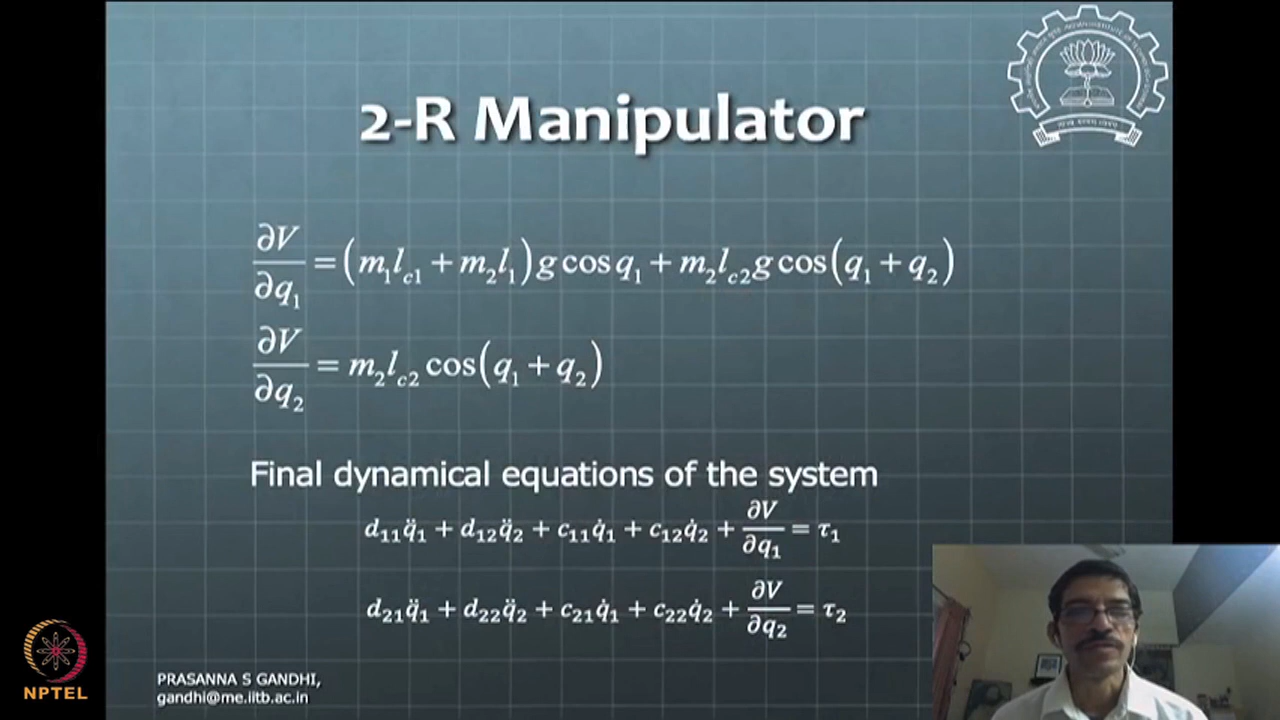 2-R Manipulator
∂V/∂q₁ = (m₁l_c1 + m₂l₁)g cos q₁ + m₂l_c2 g cos(q₁ + q₂)
∂V/∂q₂ = m₂l_c2 cos(q₁ + q₂)
Final dynamical equations of the system
d₁₁q̈₁ + d₁₂q̈₂ + c₁₁q̇₁ + c₁₂q̇₂ + ∂V/∂q₁ = τ₁
d₂₁q̈₁ + d₂₂q̈₂ + c₂₁q̇₁ + c₂₂q̇₂ + ∂V/∂q₂ = τ₂
PRASANNA S GANDHI,
gandhi@me.iitb.ac.in
NPTEL